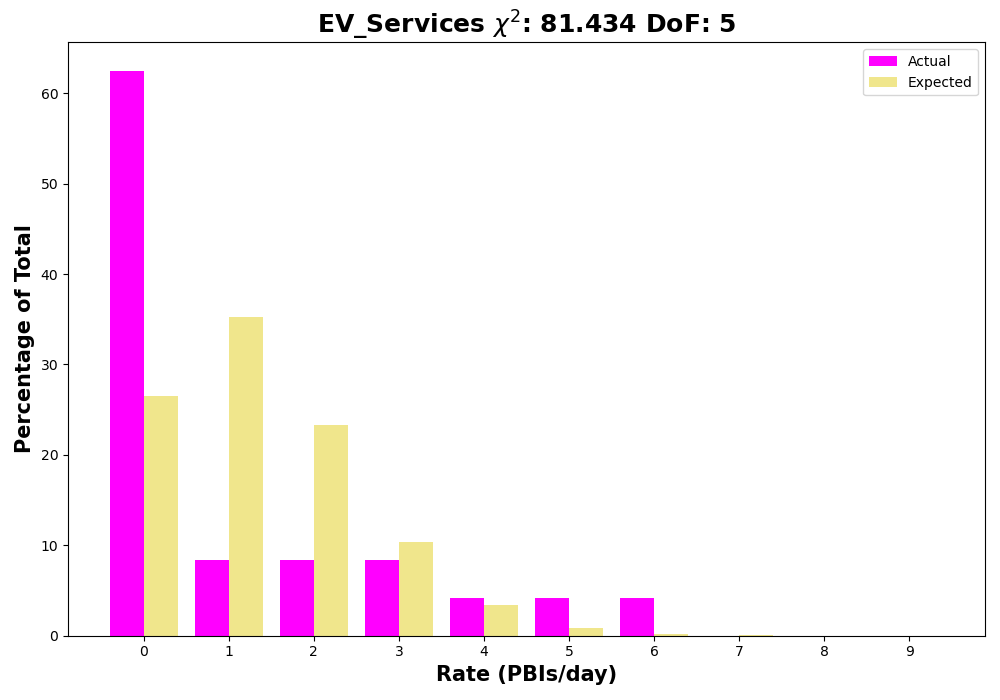 EV_Services χ²: 81.434 DoF: 5
Actual
Expected
Percentage of Total
60
50
40
30
20
10
0
0 1 2 3 4 5 6 7 8 9
Rate (PBIs/day)